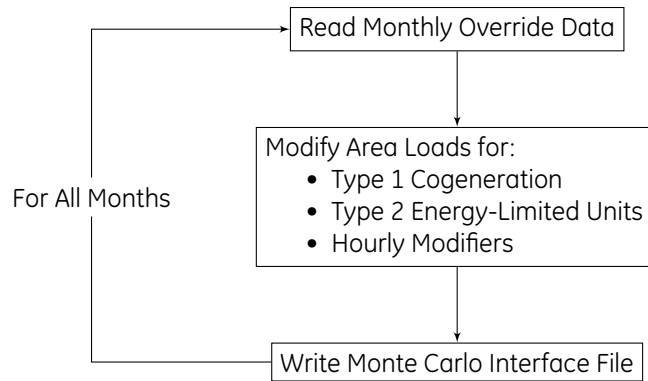 Read Monthly Override Data
Modify Area Loads for:
• Type 1 Cogeneration
• Type 2 Energy-Limited Units
• Hourly Modifiers
For All Months
Write Monte Carlo Interface File